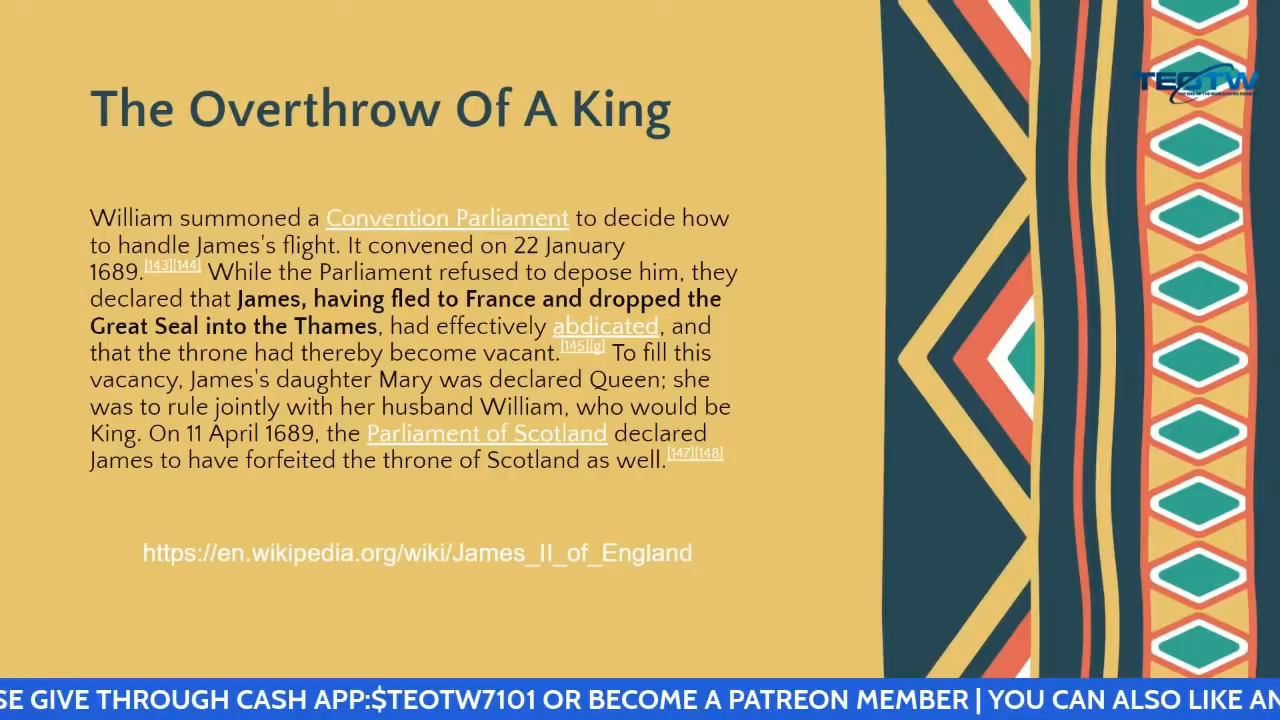 TEOTW
The Overthrow Of A King
William summoned a Convention Parliament to decide how
to handle James's flight. It convened on 22 January
1689.[143][144] While the Parliament refused to depose him, they
declared that James, having fled to France and dropped the
Great Seal into the Thames, had effectively abdicated, and
that the throne had thereby become vacant.[145][g] To fill this
vacancy, James's daughter Mary was declared Queen; she
was to rule jointly with her husband William, who would be
King. On 11 April 1689, the Parliament of Scotland declared
James to have forfeited the throne of Scotland as well.[147][148]
https://en.wikipedia.org/wiki/James_II_of_England
SE GIVE THROUGH CASH APP:$TEOTW7101 OR BECOME A PATREON MEMBER | YOU CAN ALSO LIKE AN